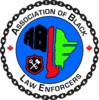 ASSOCIATION OF BLACK
LAW ENFORCERS